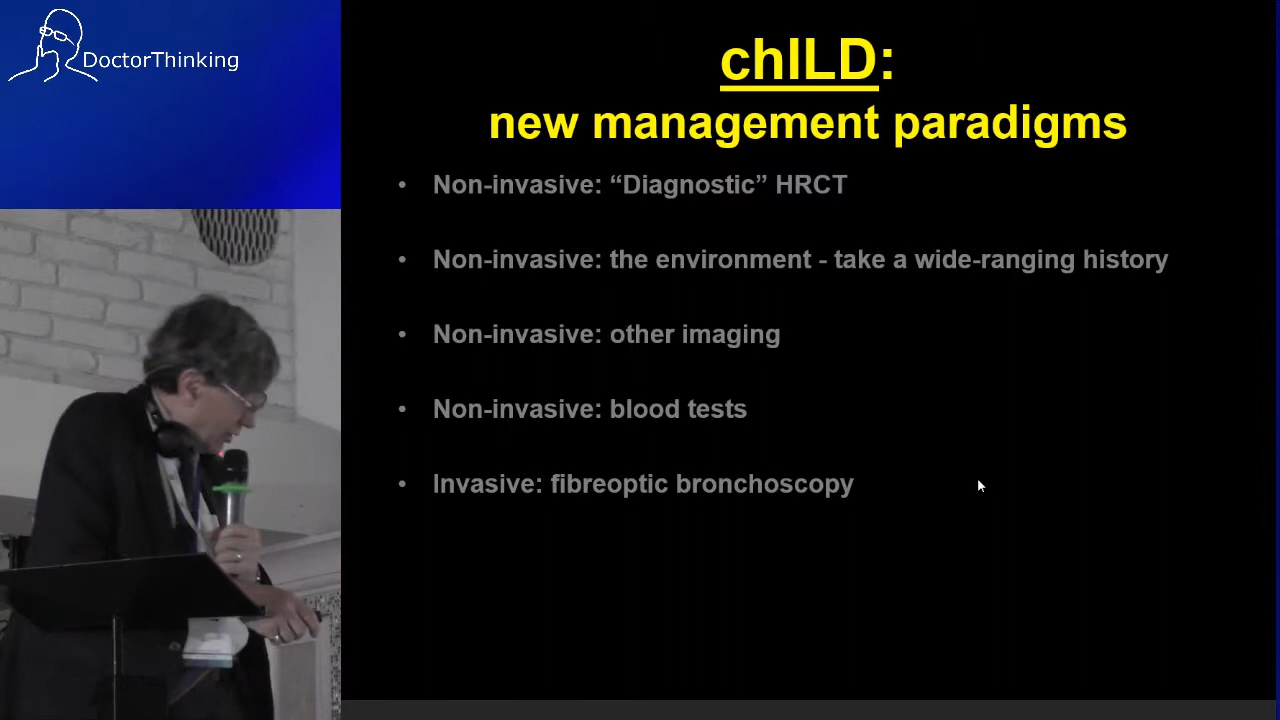 DoctorThinking
chILD:
new management paradigms
• Non-invasive: “Diagnostic” HRCT
• Non-invasive: the environment - take a wide-ranging history
• Non-invasive: other imaging
• Non-invasive: blood tests
• Invasive: fibreoptic bronchoscopy